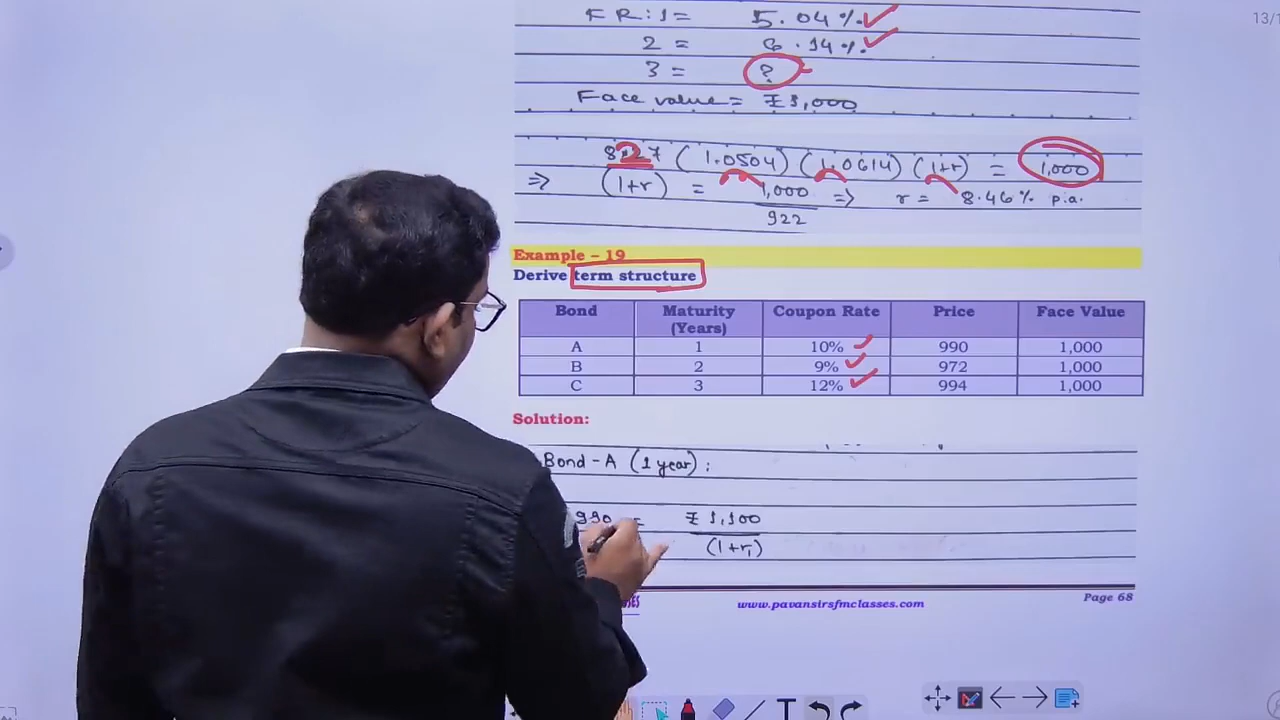 13/1
FR:1= 5.04%
2 = 6.14%
3 = ?
Face value = ₹1,000
(1.0504) (1.0614) (1+r) = 1,000
=> (1+r) = 1,000 => r = 8.46% p.a.
922
Example – 19
Derive term structure
Bond Maturity (Years) Coupon Rate Price Face Value
A 1 10% 990 1,000
B 2 9% 972 1,000
C 3 12% 994 1,000
Solution:
Bond-A (1 year):
990 = ₹1,100
(1+r₁)
www.pavansirsfmclasses.com
Page 68
T